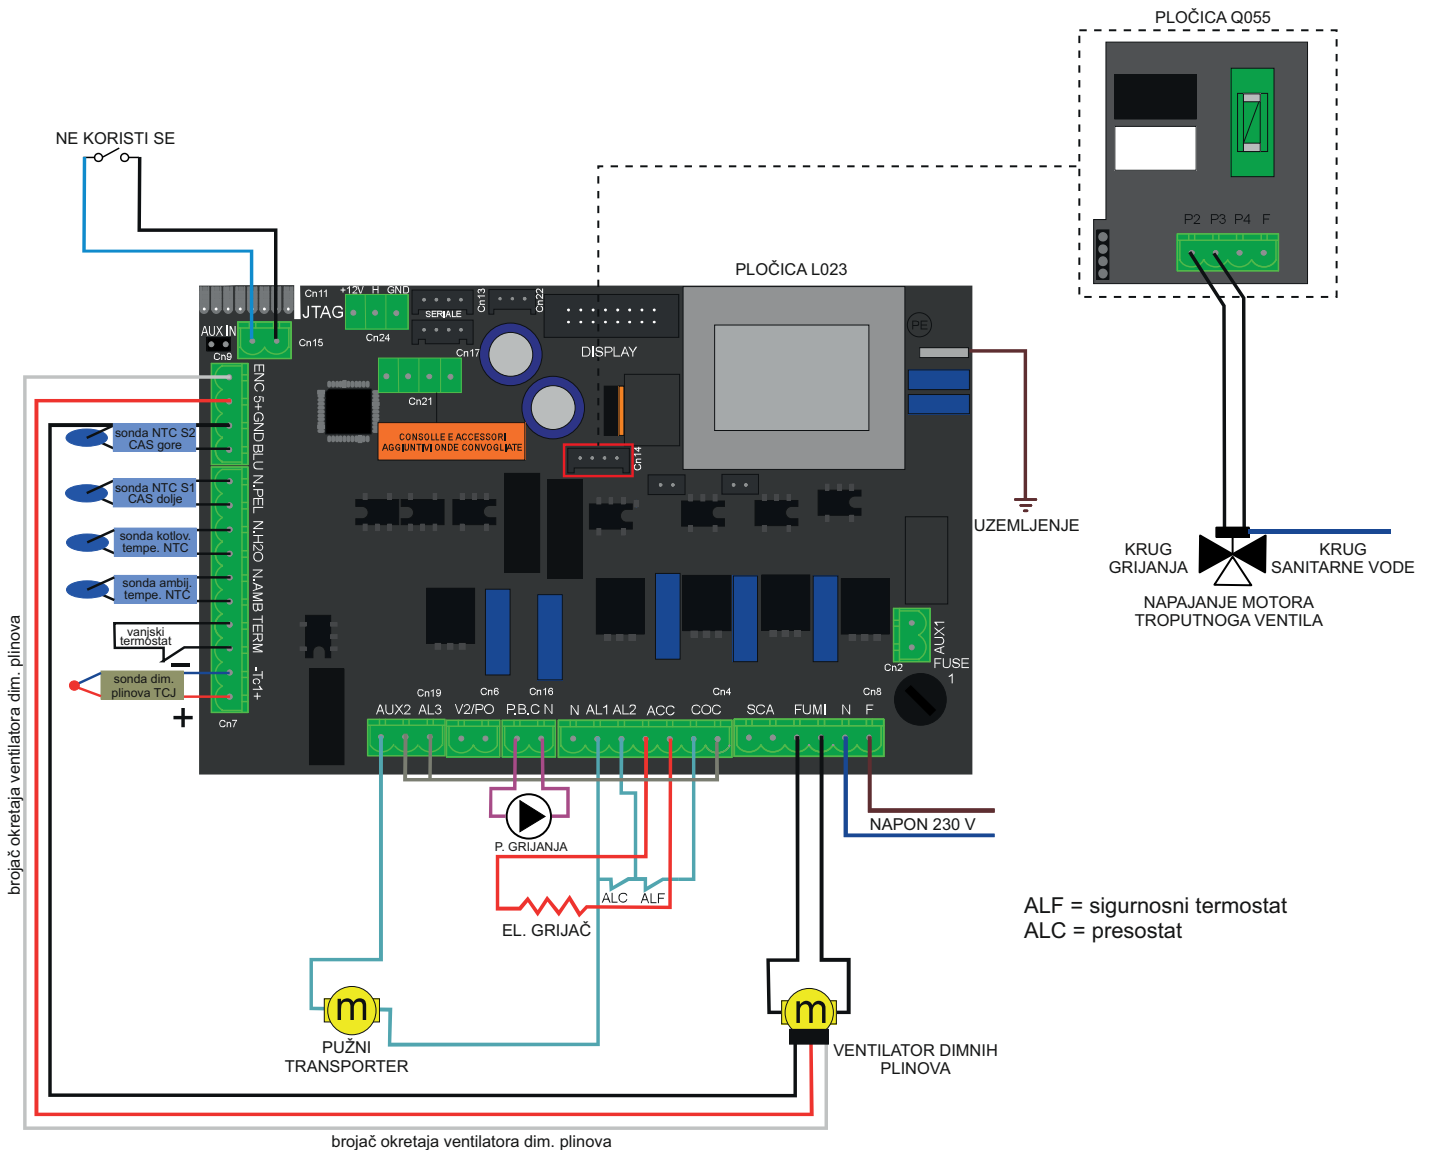 PLOČICA Q055
P2 P3 P4 F
NE KORISTI SE
PLOČICA L023
Cn11
JTAG
+12V H GND
Cn24
SERIALE
Cn13
Cn22
Cn17
DISPLAY
PE
AUX IN
Cn15
Cn9
Cn21
CONSOLLE E ACCESSORI
AGGIUNTIVI ONDE CONVOGLIATE
Cn14
ENC 5+GND BLU N.PEL N.H2O N.AMB TERM -Tc1+
sonda NTC S2
CAS gore
sonda NTC S1
CAS dolje
sonda kotlov.
tempe. NTC
sonda ambij.
tempe. NTC
vanjski
termostat
–
sonda dim.
plinova TCJ
+
Cn7
UZEMLJENJE
KRUG
GRIJANJA
KRUG
SANITARNE VODE
NAPAJANJE MOTORA
TROPUTNOGA VENTILA
AUX1
Cn2
FUSE
1
Cn19
Cn6
Cn16
Cn4
Cn8
AUX2 AL3 V2/PO P.B.C N N AL1 AL2 ACC COC SCA FUMI N F
NAPON 230 V
P. GRIJANJA
ALC ALF
EL. GRIJAČ
ALF = sigurnosni termostat
ALC = presostat
m
PUŽNI
TRANSPORTER
m
VENTILATOR DIMNIH
PLINOVA
brojač okretaja ventilatora dim. plinova
brojač okretaja ventilatora dim. plinova